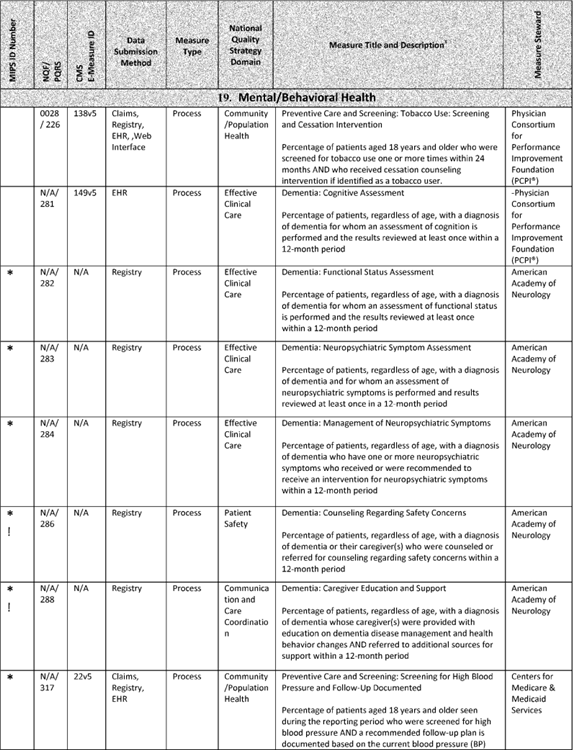 MIPS ID Number
NQF/
PQRS
CMS
E-Measure ID
Data
Submission
Method
Measure
Type
National
Quality
Strategy
Domain
Measure Title and Description
Measure Steward
19. Mental/Behavioral Health
0028
/ 226
138v5
Claims,
Registry,
EHR, ,Web
Interface
Process
Community
/Population
Health
Preventive Care and Screening: Tobacco Use: Screening
and Cessation Intervention
Percentage of patients aged 18 years and older who were
screened for tobacco use one or more times within 24
months AND who received cessation counseling
intervention if identified as a tobacco user.
Physician
Consortium
for
Performance
Improvement
Foundation
(PCPI®)
N/A/
281
149v5
EHR
Process
Effective
Clinical
Care
Dementia: Cognitive Assessment
Percentage of patients, regardless of age, with a diagnosis
of dementia for whom an assessment of cognition is
performed and the results reviewed at least once within a
12-month period
-Physician
Consortium
for
Performance
Improvement
Foundation
(PCPI®)
*
N/A/
282
N/A
Registry
Process
Effective
Clinical
Care
Dementia: Functional Status Assessment
Percentage of patients, regardless of age, with a diagnosis
of dementia for whom an assessment of functional status
is performed and the results reviewed at least once
within a 12-month period
American
Academy of
Neurology
*
N/A/
283
N/A
Registry
Process
Effective
Clinical
Care
Dementia: Neuropsychiatric Symptom Assessment
Percentage of patients, regardless of age, with a diagnosis
of dementia and for whom an assessment of
neuropsychiatric symptoms is performed and results
reviewed at least once in a 12-month period
American
Academy of
Neurology
*
N/A/
284
N/A
Registry
Process
Effective
Clinical
Care
Dementia: Management of Neuropsychiatric Symptoms
Percentage of patients, regardless of age, with a diagnosis
of dementia who have one or more neuropsychiatric
symptoms who received or were recommended to
receive an intervention for neuropsychiatric symptoms
within a 12-month period
American
Academy of
Neurology
*
!
N/A/
286
N/A
Registry
Process
Patient
Safety
Dementia: Counseling Regarding Safety Concerns
Percentage of patients, regardless of age, with a diagnosis
of dementia or their caregiver(s) who were counseled or
referred for counseling regarding safety concerns within a
12-month period
American
Academy of
Neurology
*
!
N/A/
288
N/A
Registry
Process
Communica
tion and
Care
Coordinatio
n
Dementia: Caregiver Education and Support
Percentage of patients, regardless of age, with a diagnosis
of dementia whose caregiver(s) were provided with
education on dementia disease management and health
behavior changes AND referred to additional sources for
support within a 12-month period
American
Academy of
Neurology
*
N/A/
317
22v5
Claims,
Registry,
EHR
Process
Community
/Population
Health
Preventive Care and Screening: Screening for High Blood
Pressure and Follow-Up Documented
Percentage of patients aged 18 years and older seen
during the reporting period who were screened for high
blood pressure AND a recommended follow-up plan is
documented based on the current blood pressure (BP)
Centers for
Medicare &
Medicaid
Services